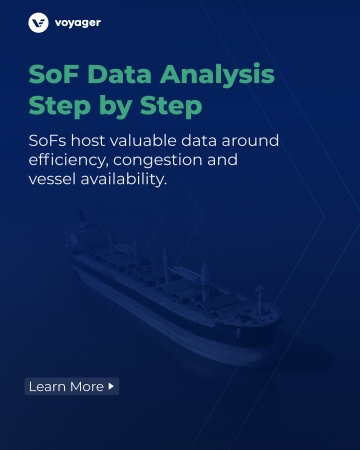 voyager
SoF Data Analysis
Step by Step
SoFs host valuable data around
efficiency, congestion and
vessel availability.
Learn More